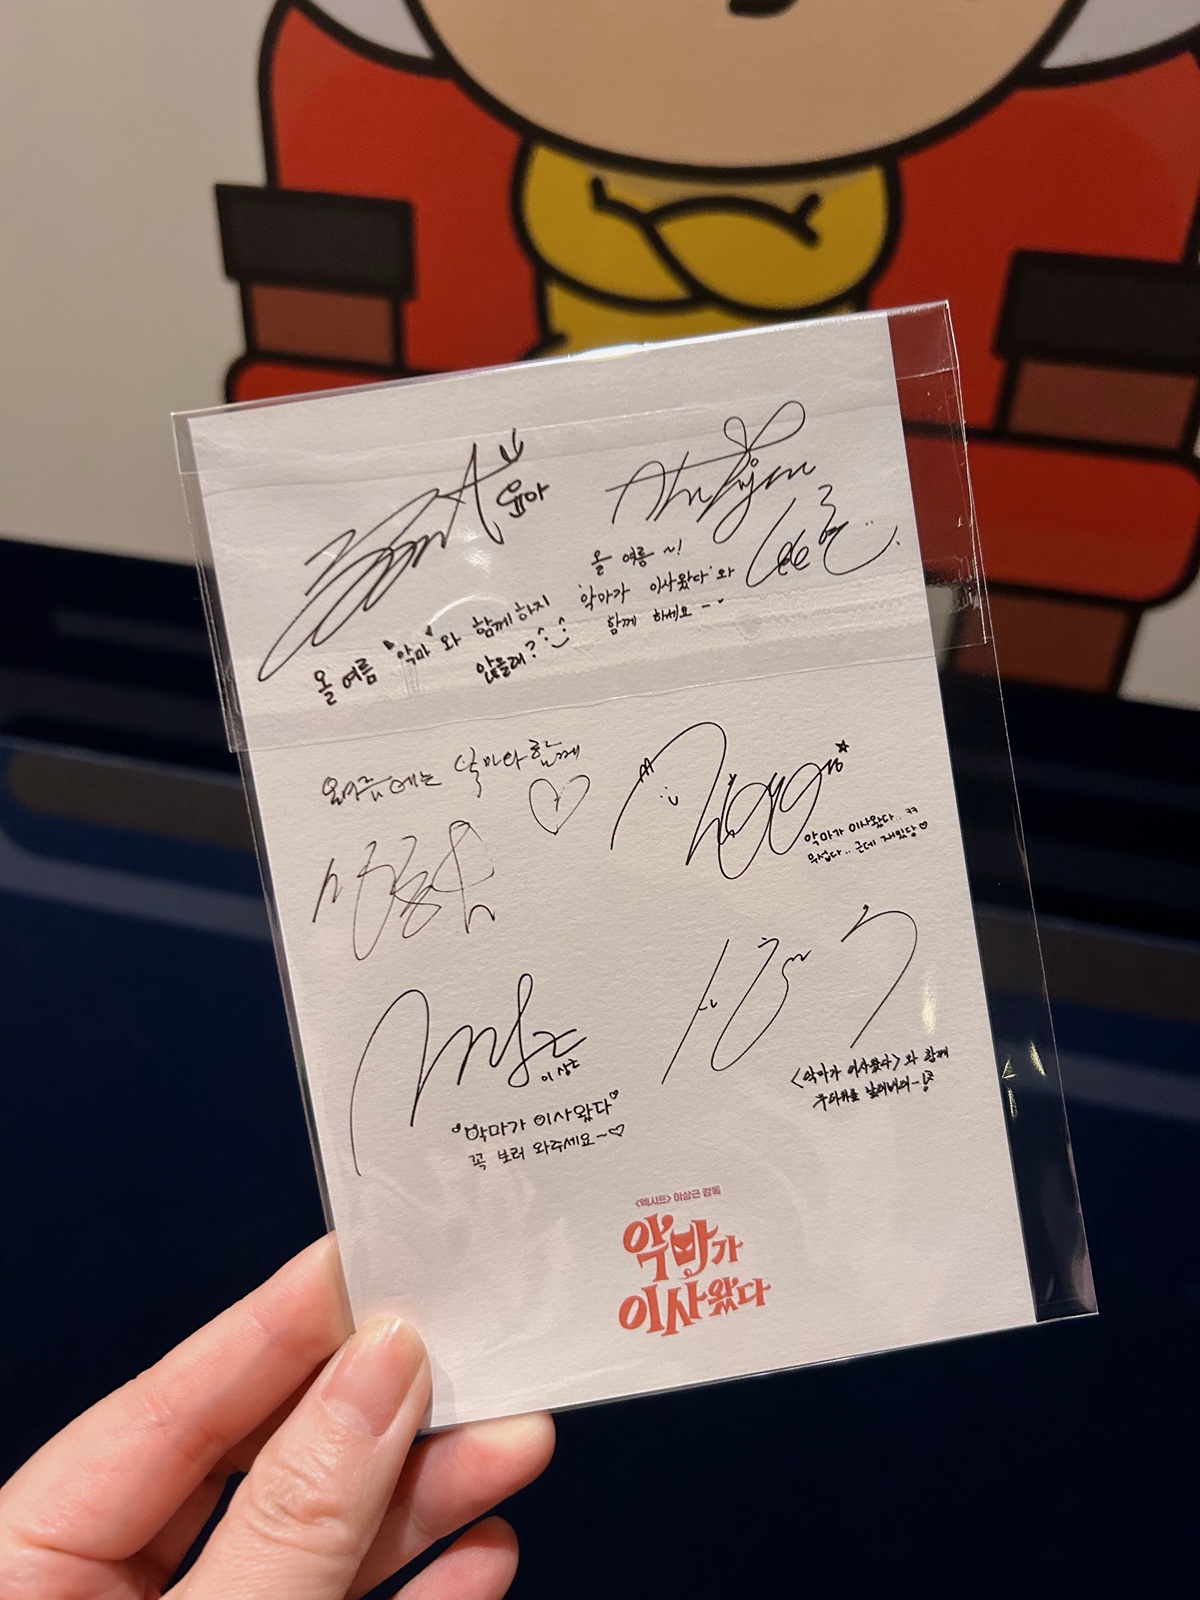 윤아
올 여름 "악마"와 함께하지
않을래?
올 여름 ~!
'악마가 이사왔다'와
함께 하세요~
여름에는 악마와 함께
악마가 이사왔다.. ㅋㅋ
무섭다.. 근데 재밌당♡
이상근
"악마가 이사왔다"
꼭 보러 와주세요~♡
<악마가 이사왔다>와 함께
무더위를 날려버려~!
<엑시트> 이상근 감독
악마가
이사왔다